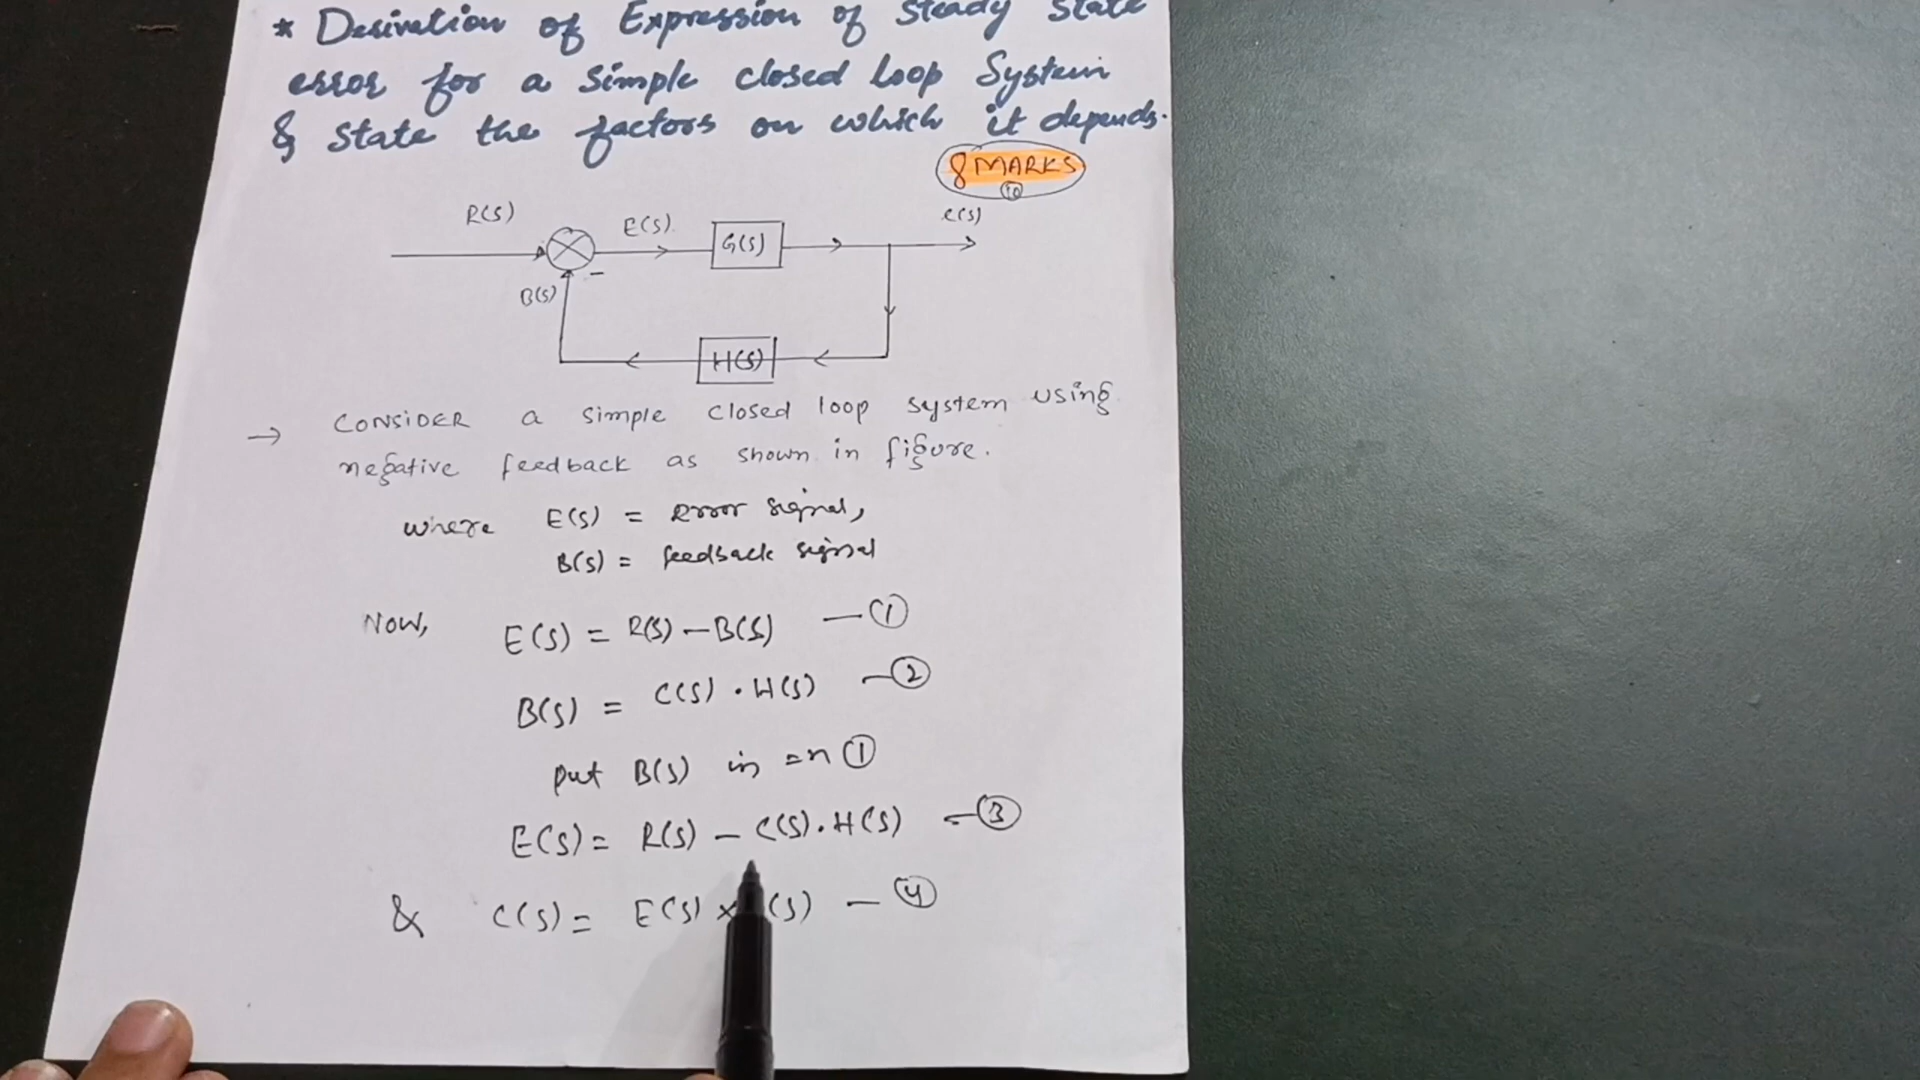 * Derivation of Expression of Steady State
error for a Simple closed loop System
& State the factors on which it depends.
8 MARKS
10
R(s)
E(s)
G(s)
C(s)
B(s)
-
H(s)
→ CONSIDER a simple closed loop system using
negative feedback as shown in figure.
where E(s) = error signal,
B(s) = feedback signal
Now,
E(s) = R(s) - B(s) — ①
B(s) = C(s) . H(s) — ②
put B(s) in =n ①
E(s) = R(s) - C(s) . H(s) — ③
& C(s) = E(s) × (s) — ④